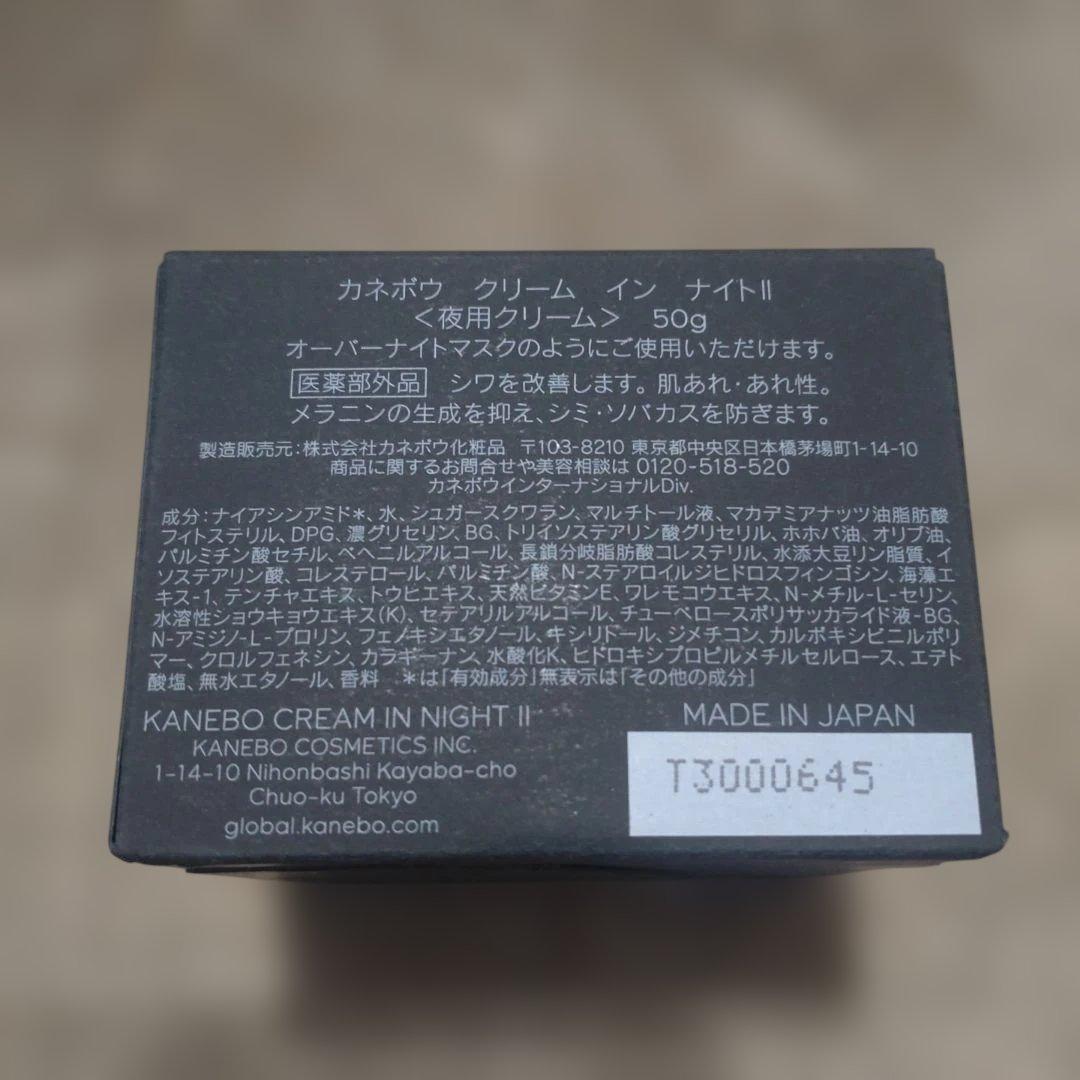 カネボウ クリーム イン ナイトII
＜夜用クリーム＞ 50g
オーバーナイトマスクのようにご使用いただけます。
医薬部外品 シワを改善します。肌あれ・あれ性。
メラニンの生成を抑え、シミ・ソバカスを防ぎます。
製造販売元:株式会社カネボウ化粧品 〒103-8210 東京都中央区日本橋茅場町1-14-10
商品に関するお問合せや美容相談は 0120-518-520
カネボウインターナショナルDiv.
成分:ナイアシンアミド*、水、シュガースクワラン、マルチトール液、マカデミアナッツ油脂肪酸
フィトステリル、DPG、濃グリセリン、BG、トリイソステアリン酸グリセリル、ホホバ油、オリブ油、
パルミチン酸セチル、ベヘニルアルコール、長鎖分岐脂肪酸コレステリル、水添大豆リン脂質、イ
ソステアリン酸、コレステロール、パルミチン酸、N-ステアロイルジヒドロスフィンゴシン、海藻エ
キス-1、テンチャエキス、トウヒエキス、天然ビタミンE、ワレモコウエキス、N-メチル-L-セリン、
水溶性ショウキョウエキス(K)、セテアリルアルコール、チューベロースポリサッカライド液-BG、
N-アミジノ-L-プロリン、フェノキシエタノール、キシリトール、ジメチコン、カルボキシビニルポリ
マー、クロルフェネシン、カラギーナン、水酸化K、ヒドロキシプロピルメチルセルロース、エデト
酸塩、無水エタノール、香料 *は「有効成分」無表示は「その他の成分」
KANEBO CREAM IN NIGHT II
KANEBO COSMETICS INC.
1-14-10 Nihonbashi Kayaba-cho
Chuo-ku Tokyo
global.kanebo.com
MADE IN JAPAN
T3000645